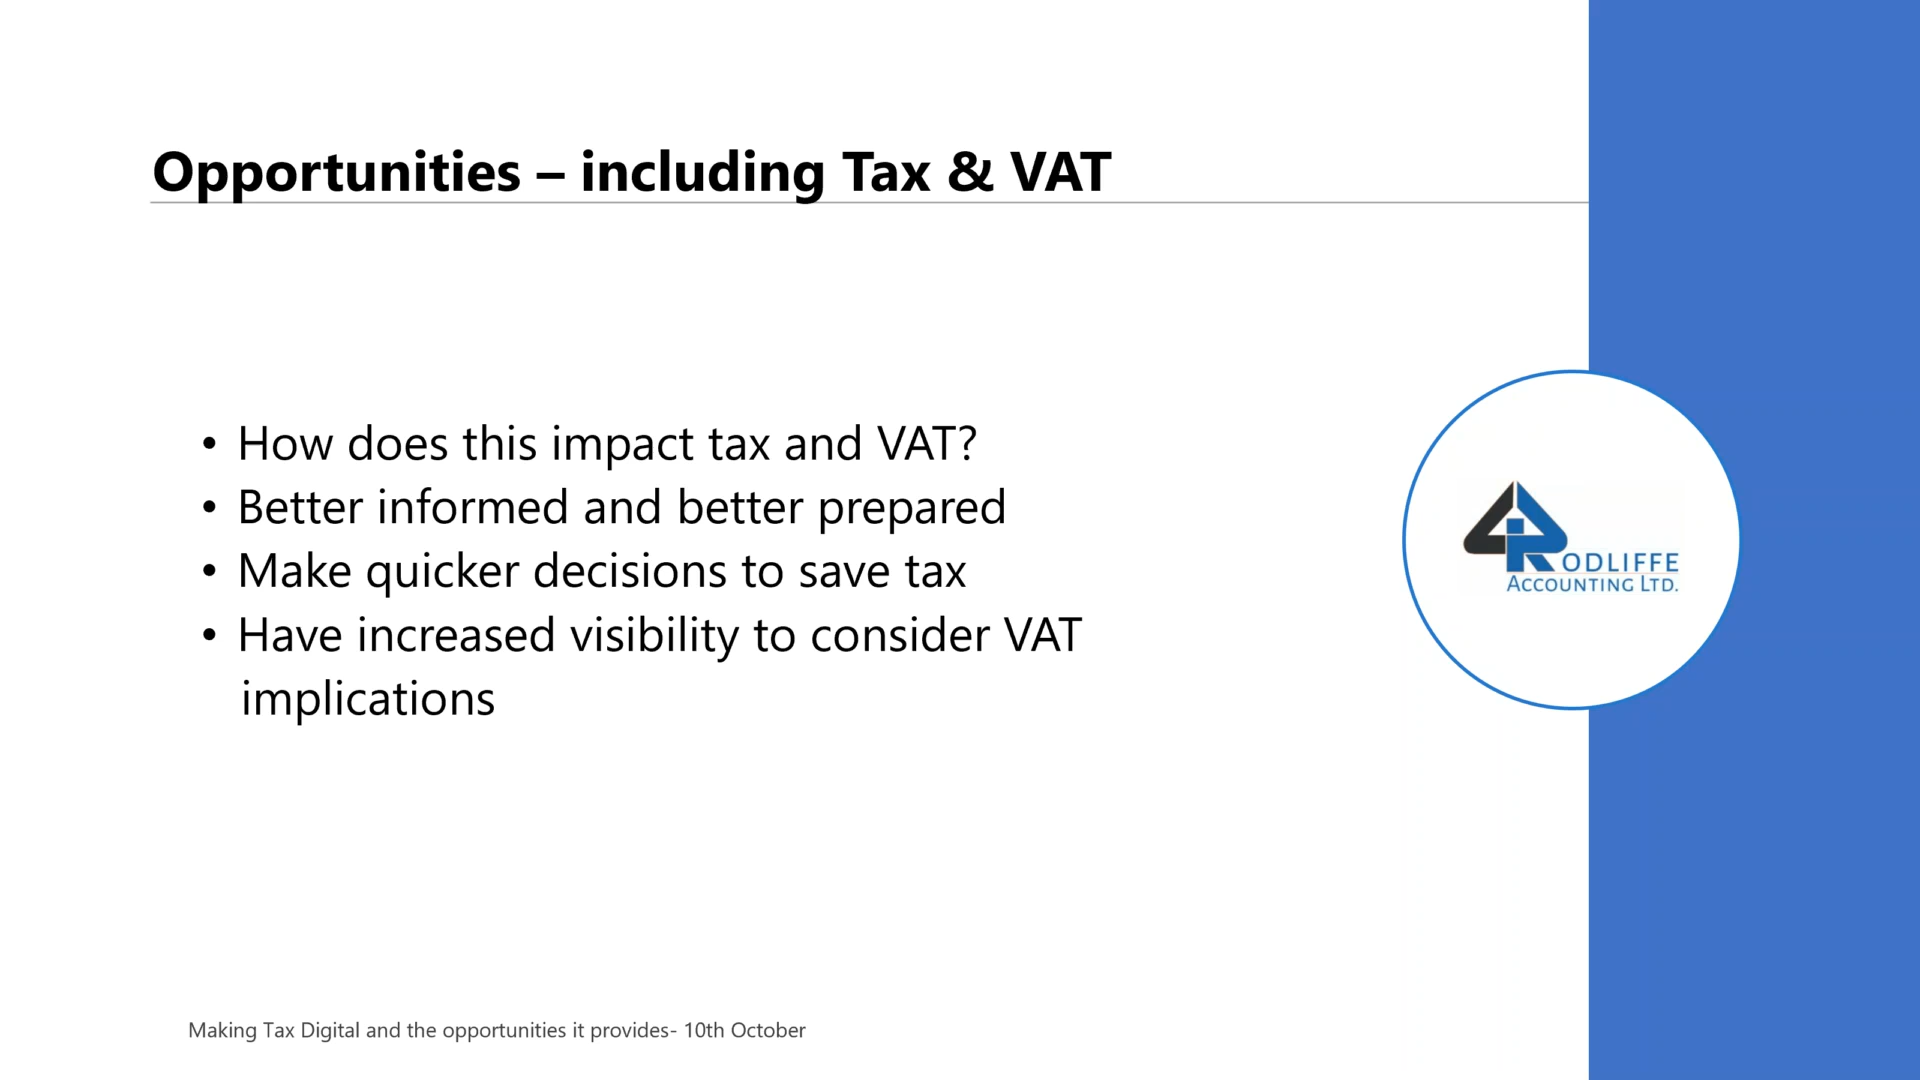 Opportunities – including Tax & VAT
• How does this impact tax and VAT?
• Better informed and better prepared
• Make quicker decisions to save tax
• Have increased visibility to consider VAT
implications
RODLIFFE
ACCOUNTING LTD.
Making Tax Digital and the opportunities it provides- 10th October